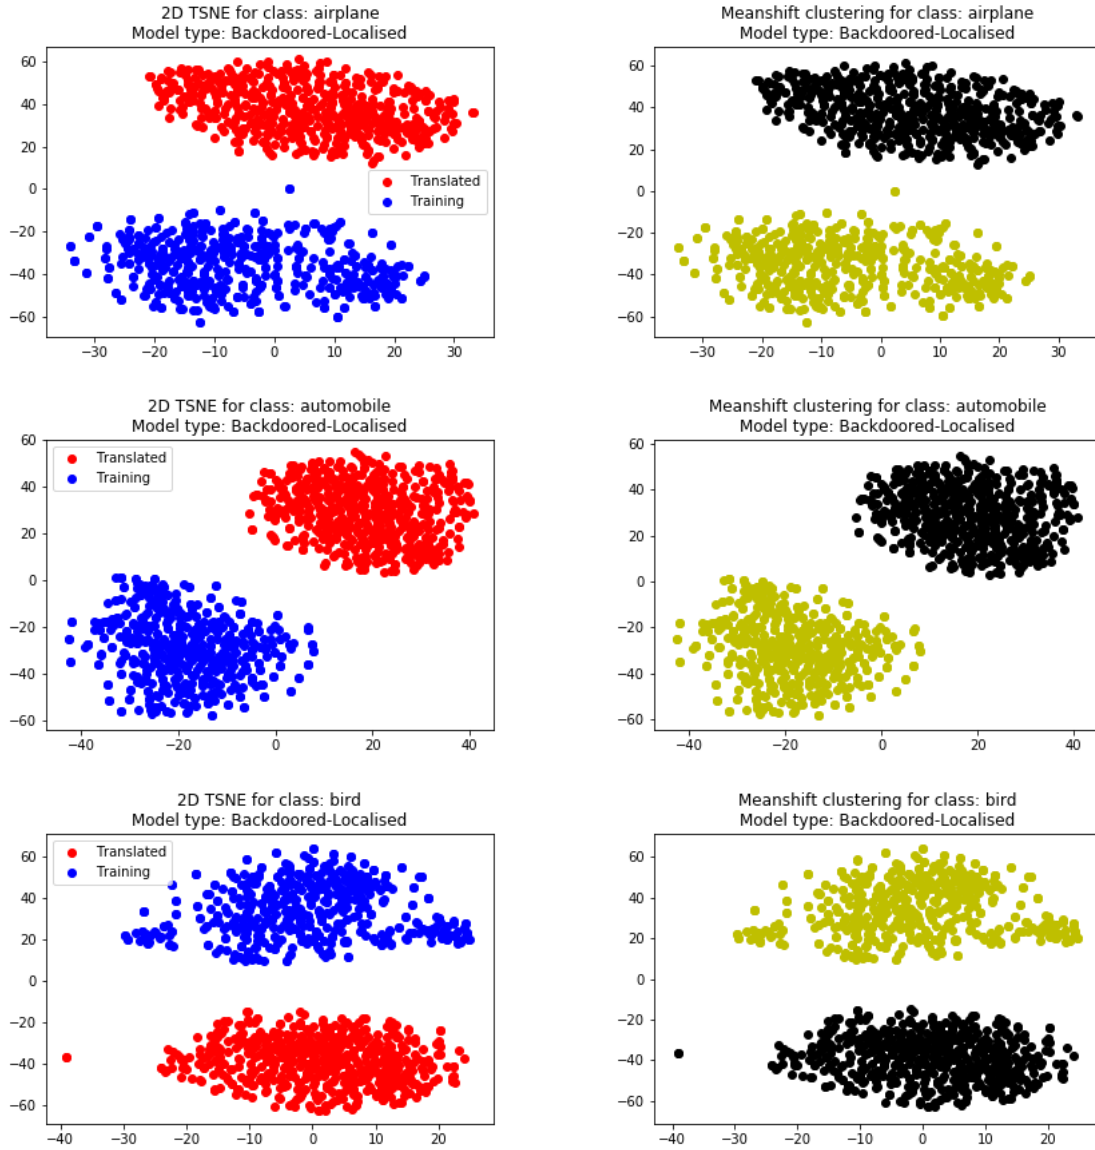 2D TSNE for class: airplane
Model type: Backdoored-Localised
60
40
20
0
−20
−40
−60
Translated
Training
−30 −20 −10 0 10 20 30
Meanshift clustering for class: airplane
Model type: Backdoored-Localised
60
40
20
0
−20
−40
−60
−30 −20 −10 0 10 20 30
2D TSNE for class: automobile
Model type: Backdoored-Localised
60
40
20
0
−20
−40
−60
Translated
Training
−40 −20 0 20 40
Meanshift clustering for class: automobile
Model type: Backdoored-Localised
60
40
20
0
−20
−40
−60
−40 −20 0 20 40
2D TSNE for class: bird
Model type: Backdoored-Localised
60
40
20
0
−20
−40
−60
Translated
Training
−40 −30 −20 −10 0 10 20
Meanshift clustering for class: bird
Model type: Backdoored-Localised
60
40
20
0
−20
−40
−60
−40 −30 −20 −10 0 10 20